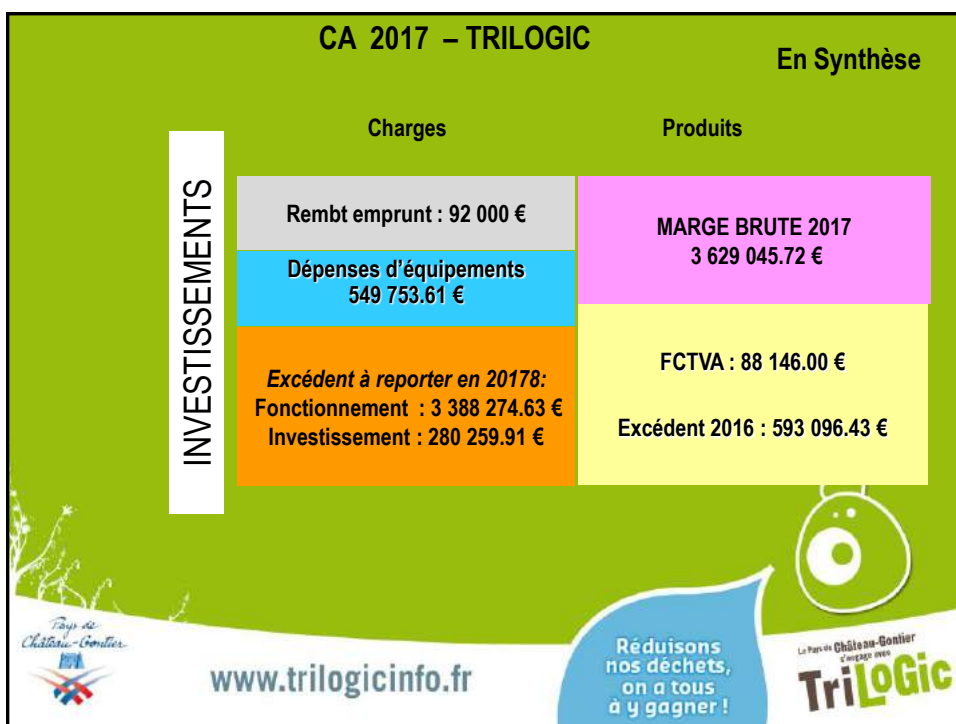 CA 2017 – TRILOGIC
En Synthèse
Charges
Produits
INVESTISSEMENTS
Rembt emprunt : 92 000 €
Dépenses d'équipements
549 753.61 €
Excédent à reporter en 20178:
Fonctionnement : 3 388 274.63 €
Investissement : 280 259.91 €
MARGE BRUTE 2017
3 629 045.72 €
FCTVA : 88 146.00 €
Excédent 2016 : 593 096.43 €
Pays de
Château-Gontier
www.trilogicinfo.fr
Réduisons
nos déchets,
on a tous
à y gagner !
Le Pays de Château-Gontier
s'engage avec
TriLoGic